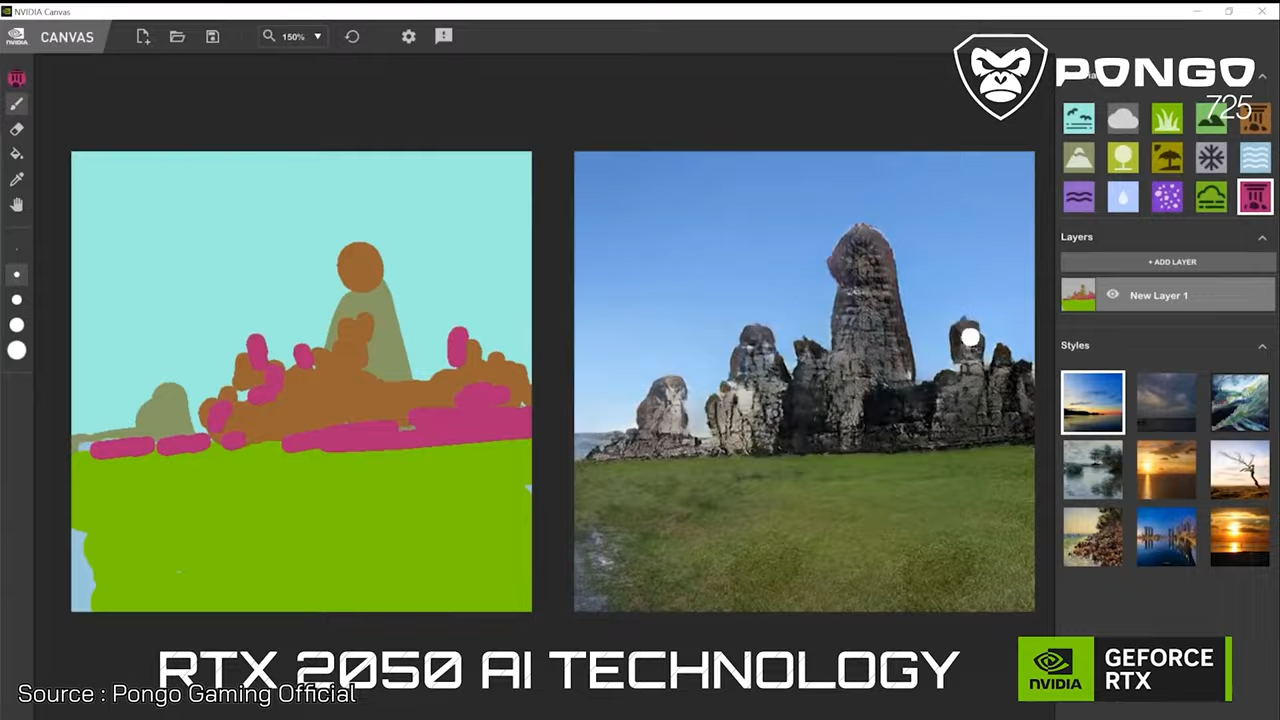 NVIDIA Canvas
NVIDIA
CANVAS
150%
PONGO
725
Layers
+ ADD LAYER
New Layer 1
Styles
RTX 2050 AI TECHNOLOGY
Source : Pongo Gaming Official
NVIDIA
GEFORCE
RTX